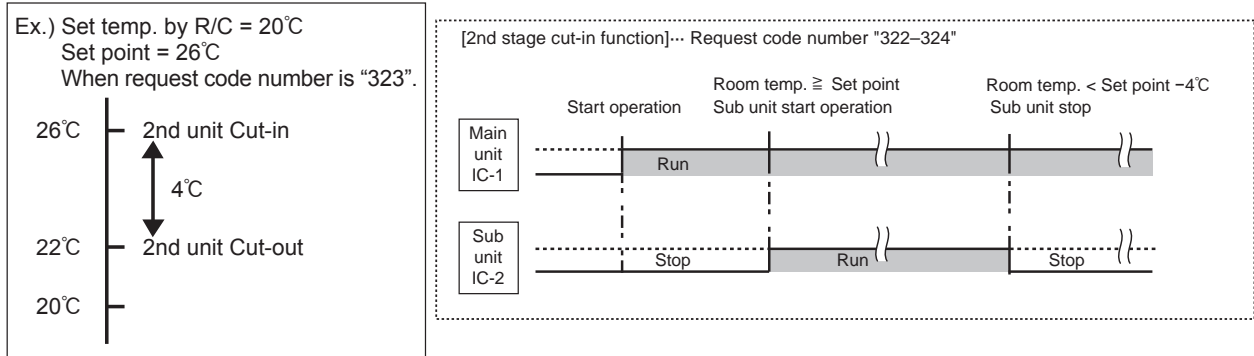 Ex.) Set temp. by R/C = 20℃
Set point = 26℃
When request code number is “323”.
26℃
2nd unit Cut-in
4℃
22℃
2nd unit Cut-out
20℃
[2nd stage cut-in function]··· Request code number "322–324"
Start operation
Room temp. ≧ Set point
Sub unit start operation
Room temp. < Set point −4℃
Sub unit stop
Main
unit
IC-1
Run
Sub
unit
IC-2
Stop
Run
Stop